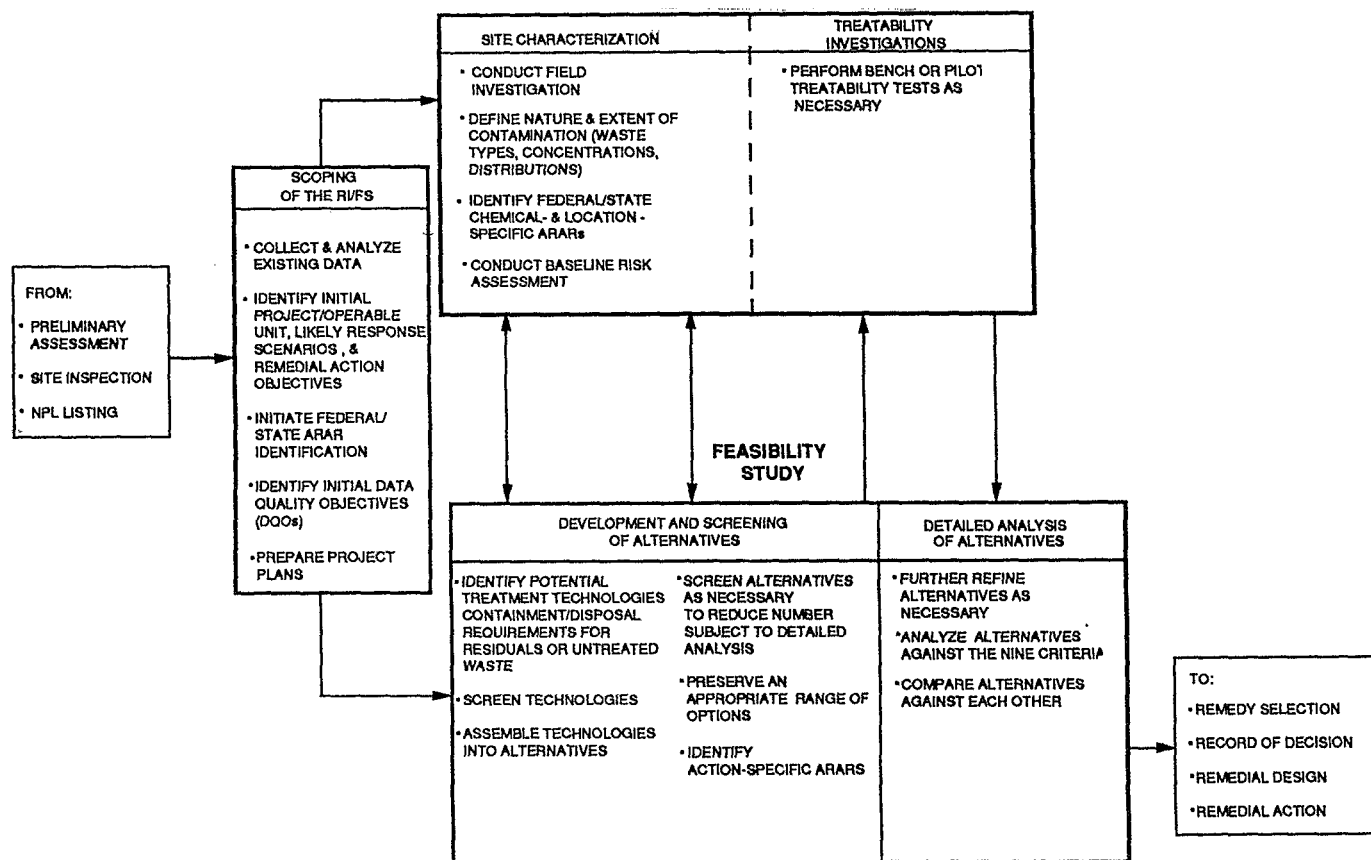 SITE CHARACTERIZATION
TREATABILITY
INVESTIGATIONS
• CONDUCT FIELD
INVESTIGATION
• DEFINE NATURE & EXTENT OF
CONTAMINATION (WASTE
TYPES, CONCENTRATIONS,
DISTRIBUTIONS)
• IDENTIFY FEDERAL/STATE
CHEMICAL- & LOCATION -
SPECIFIC ARARs
• CONDUCT BASELINE RISK
ASSESSMENT
• PERFORM BENCH OR PILOT
TREATABILITY TESTS AS
NECESSARY
SCOPING
OF THE RI/FS
• COLLECT & ANALYZE
EXISTING DATA
• IDENTIFY INITIAL
PROJECT/OPERABLE
UNIT, LIKELY RESPONSE
SCENARIOS , &
REMEDIAL ACTION
OBJECTIVES
• INITIATE FEDERAL/
STATE ARAR
IDENTIFICATION
• IDENTIFY INITIAL DATA
QUALITY OBJECTIVES
(DQOs)
• PREPARE PROJECT
PLANS
FROM:
• PRELIMINARY
ASSESSMENT
• SITE INSPECTION
• NPL LISTING
FEASIBILITY
STUDY
DEVELOPMENT AND SCREENING
OF ALTERNATIVES
• IDENTIFY POTENTIAL
TREATMENT TECHNOLOGIES
CONTAINMENT/DISPOSAL
REQUIREMENTS FOR
RESIDUALS OR UNTREATED
WASTE
• SCREEN TECHNOLOGIES
• ASSEMBLE TECHNOLOGIES
INTO ALTERNATIVES
• SCREEN ALTERNATIVES
AS NECESSARY
TO REDUCE NUMBER
SUBJECT TO DETAILED
ANALYSIS
• PRESERVE AN
APPROPRIATE RANGE OF
OPTIONS
• IDENTIFY
ACTION-SPECIFIC ARARS
DETAILED ANALYSIS
OF ALTERNATIVES
• FURTHER REFINE
ALTERNATIVES AS
NECESSARY
• ANALYZE ALTERNATIVES
AGAINST THE NINE CRITERIA
• COMPARE ALTERNATIVES
AGAINST EACH OTHER
TO:
• REMEDY SELECTION
• RECORD OF DECISION
• REMEDIAL DESIGN
• REMEDIAL ACTION